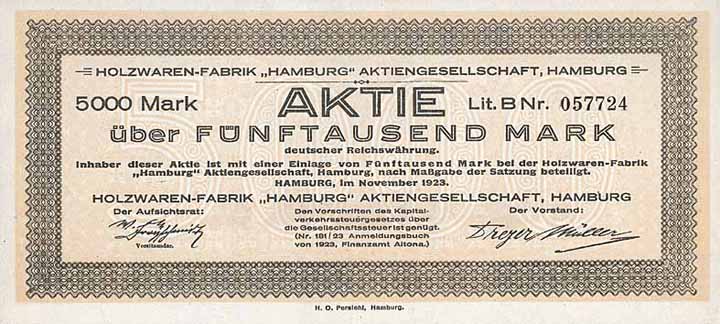 HOLZWAREN-FABRIK „HAMBURG" AKTIENGESELLSCHAFT, HAMBURG
5000 Mark AKTIE Lit. B Nr. 057724
über FÜNFTAUSEND MARK
deutscher Reichswährung.
Inhaber dieser Aktie ist mit einer Einlage von Fünftausend Mark bei der Holzwaren-Fabrik
„Hamburg" Aktiengesellschaft, Hamburg, nach Maßgabe der Satzung beteiligt.
HAMBURG, im November 1923.
HOLZWAREN-FABRIK „HAMBURG" AKTIENGESELLSCHAFT, HAMBURG
Der Aufsichtsrat:
Vorsitzender.
Den Vorschriften des Kapital-
verkehrssteuergesetzes über
die Gesellschaftssteuer ist genügt.
(Nr. 181/23 Anmeldungsbuch
von 1923, Finanzamt Altona.)
Der Vorstand:
Dreyer Müller
H. O. Persiehl, Hamburg.